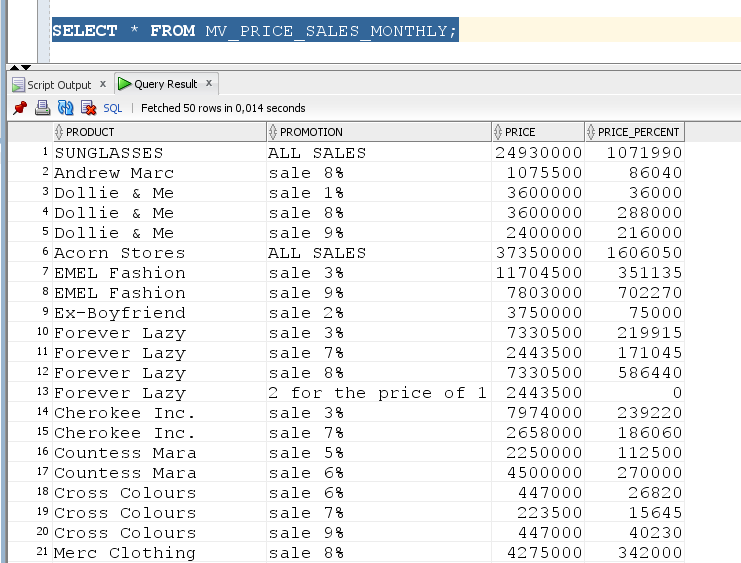 SELECT * FROM MV_PRICE_SALES_MONTHLY;
Script Output x Query Result x
SQL | Fetched 50 rows in 0,014 seconds
PRODUCT PROMOTION PRICE PRICE_PERCENT
1 SUNGLASSES ALL SALES 24930000 1071990
2 Andrew Marc sale 8% 1075500 86040
3 Dollie & Me sale 1% 3600000 36000
4 Dollie & Me sale 8% 3600000 288000
5 Dollie & Me sale 9% 2400000 216000
6 Acorn Stores ALL SALES 37350000 1606050
7 EMEL Fashion sale 3% 11704500 351135
8 EMEL Fashion sale 9% 7803000 702270
9 Ex-Boyfriend sale 2% 3750000 75000
10 Forever Lazy sale 3% 7330500 219915
11 Forever Lazy sale 7% 2443500 171045
12 Forever Lazy sale 8% 7330500 586440
13 Forever Lazy 2 for the price of 1 2443500 0
14 Cherokee Inc. sale 3% 7974000 239220
15 Cherokee Inc. sale 7% 2658000 186060
16 Countess Mara sale 5% 2250000 112500
17 Countess Mara sale 6% 4500000 270000
18 Cross Colours sale 6% 447000 26820
19 Cross Colours sale 7% 223500 15645
20 Cross Colours sale 9% 447000 40230
21 Merc Clothing sale 8% 4275000 342000